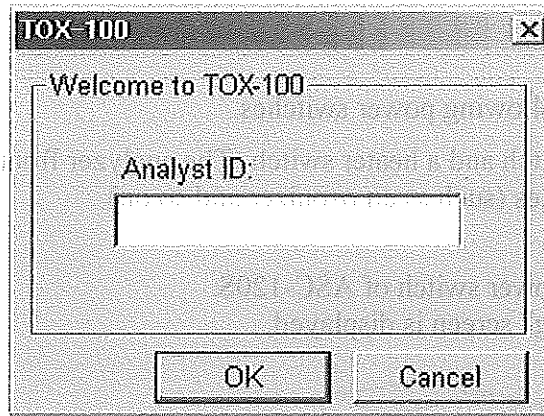 TOX-100
Welcome to TOX-100
Analyst ID:
OK
Cancel